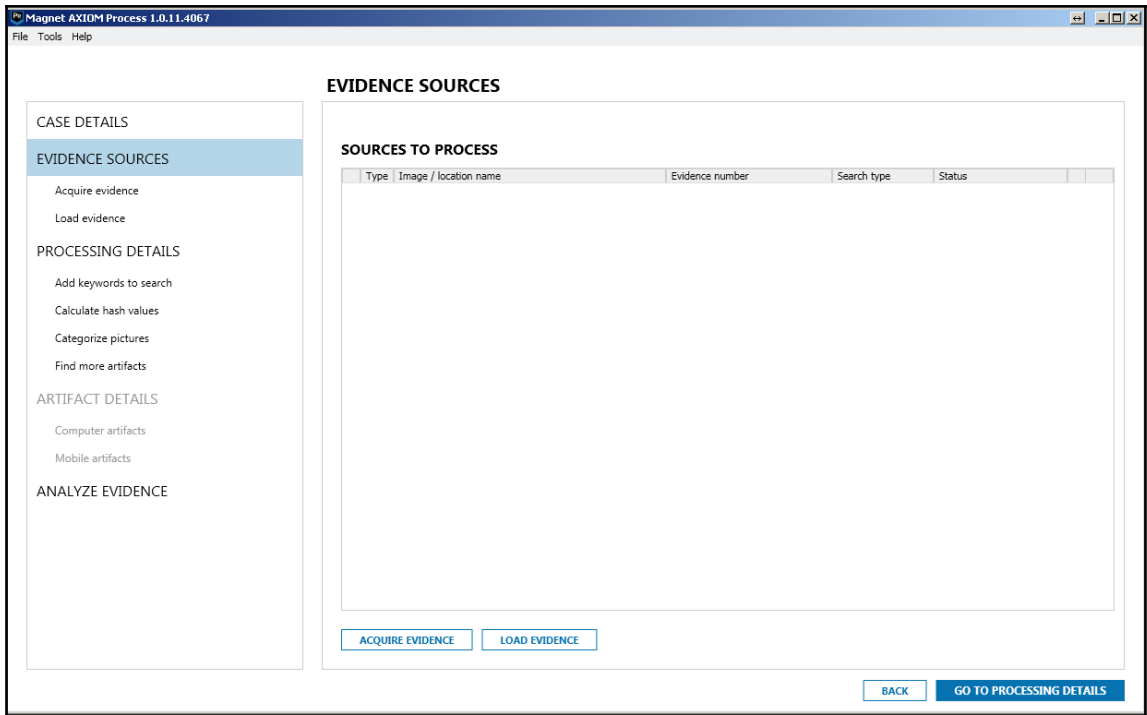 PR Magnet AXIOM Process 1.0.11.4067
File Tools Help
EVIDENCE SOURCES
CASE DETAILS
EVIDENCE SOURCES
Acquire evidence
Load evidence
PROCESSING DETAILS
Add keywords to search
Calculate hash values
Categorize pictures
Find more artifacts
ARTIFACT DETAILS
Computer artifacts
Mobile artifacts
ANALYZE EVIDENCE
SOURCES TO PROCESS
Type Image / location name Evidence number Search type Status
ACQUIRE EVIDENCE LOAD EVIDENCE
BACK GO TO PROCESSING DETAILS